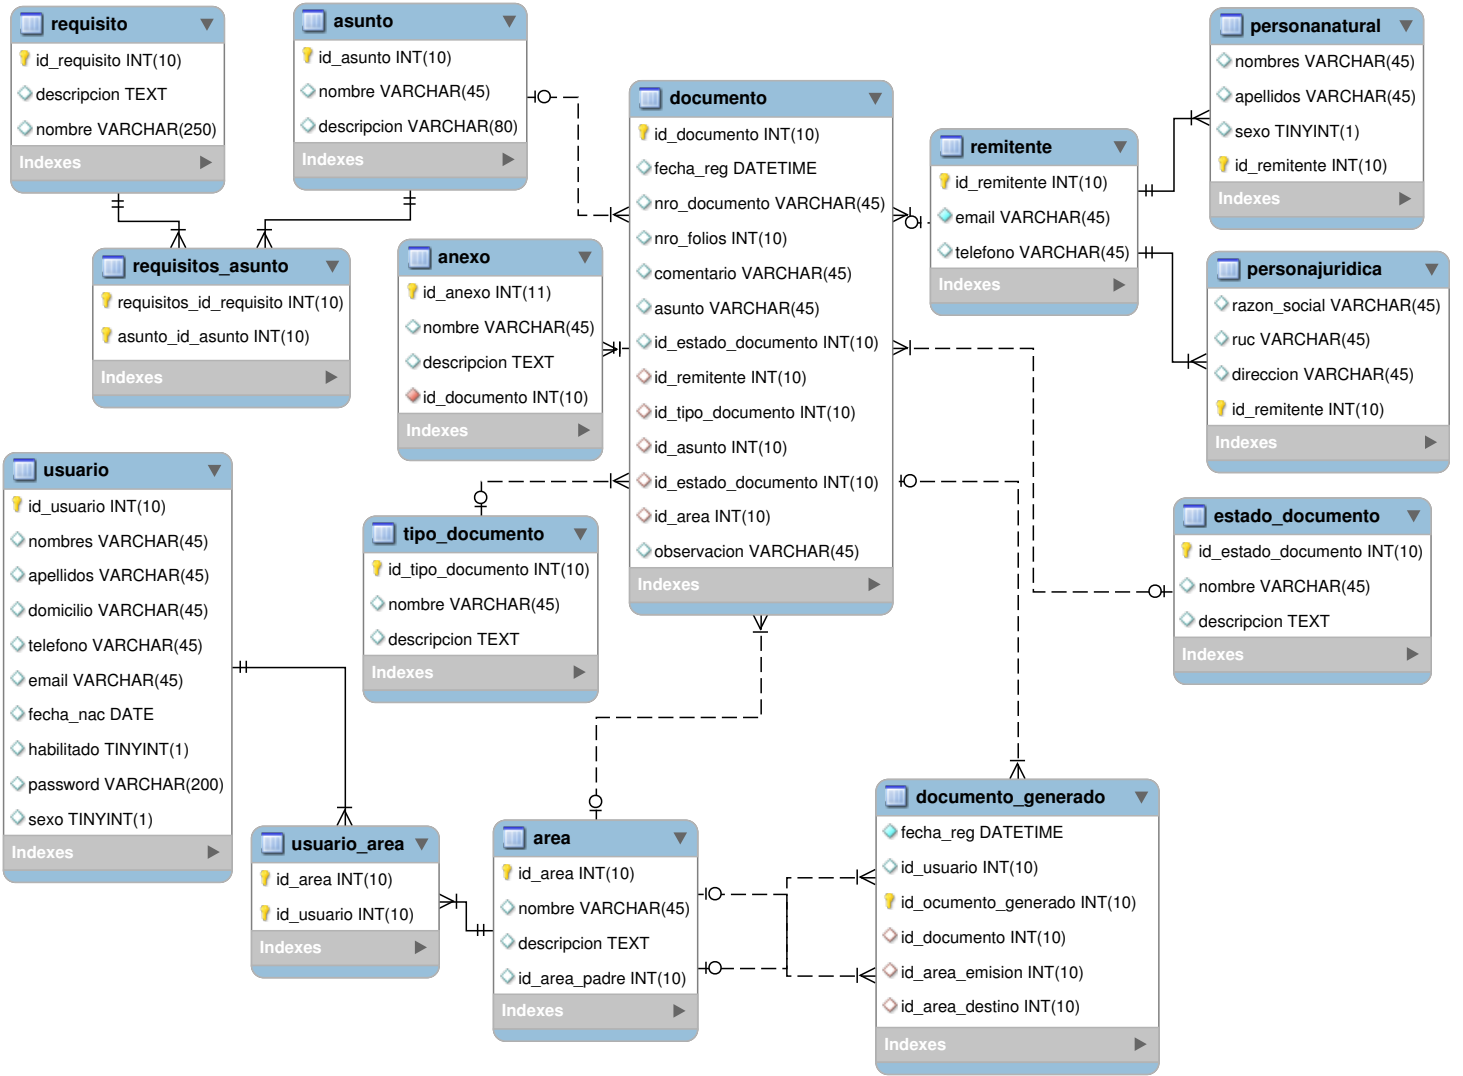 requisito
id_requisito INT(10)
descripcion TEXT
nombre VARCHAR(250)
Indexes
asunto
id_asunto INT(10)
nombre VARCHAR(45)
descripcion VARCHAR(80)
Indexes
documento
id_documento INT(10)
fecha_reg DATETIME
nro_documento VARCHAR(45)
nro_folios INT(10)
comentario VARCHAR(45)
asunto VARCHAR(45)
id_estado_documento INT(10)
id_remitente INT(10)
id_tipo_documento INT(10)
id_asunto INT(10)
id_estado_documento INT(10)
id_area INT(10)
observacion VARCHAR(45)
Indexes
remitente
id_remitente INT(10)
email VARCHAR(45)
telefono VARCHAR(45)
Indexes
personanatural
nombres VARCHAR(45)
apellidos VARCHAR(45)
sexo TINYINT(1)
id_remitente INT(10)
Indexes
requisitos_asunto
requisitos_id_requisito INT(10)
asunto_id_asunto INT(10)
Indexes
anexo
id_anexo INT(11)
nombre VARCHAR(45)
descripcion TEXT
id_documento INT(10)
Indexes
personajuridica
razon_social VARCHAR(45)
ruc VARCHAR(45)
direccion VARCHAR(45)
id_remitente INT(10)
Indexes
usuario
id_usuario INT(10)
nombres VARCHAR(45)
apellidos VARCHAR(45)
domicilio VARCHAR(45)
telefono VARCHAR(45)
email VARCHAR(45)
fecha_nac DATE
habilitado TINYINT(1)
password VARCHAR(200)
sexo TINYINT(1)
Indexes
tipo_documento
id_tipo_documento INT(10)
nombre VARCHAR(45)
descripcion TEXT
Indexes
estado_documento
id_estado_documento INT(10)
nombre VARCHAR(45)
descripcion TEXT
Indexes
usuario_area
id_area INT(10)
id_usuario INT(10)
Indexes
area
id_area INT(10)
nombre VARCHAR(45)
descripcion TEXT
id_area_padre INT(10)
Indexes
documento_generado
fecha_reg DATETIME
id_usuario INT(10)
id_ocumento_generado INT(10)
id_documento INT(10)
id_area_emision INT(10)
id_area_destino INT(10)
Indexes